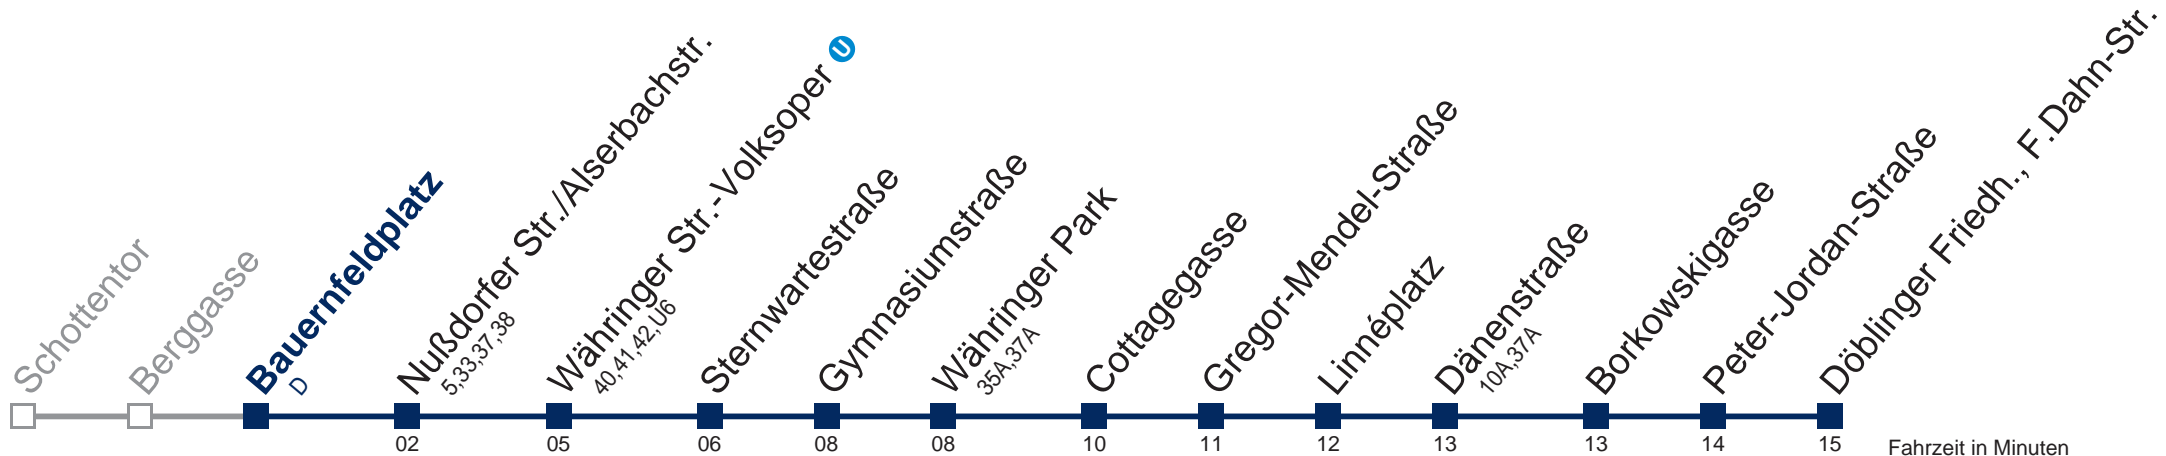 Schottentor
Berggasse
Bauernfeldplatz
D
Nußdorfer Str./Alserbachstr.
5,33,37,38
Währinger Str.-Volksoper U
40,41,42,U6
Sternwartestraße
Gymnasiumstraße
Währinger Park
35A,37A
Cottagegasse
Gregor-Mendel-Straße
Linnéplatz
Dänenstraße
10A,37A
Borkowskigasse
Peter-Jordan-Straße
Döblinger Friedh., F.Dahn-Str.
02 05 06 08 08 10 11 12 13 13 14 15 Fahrzeit in Minuten